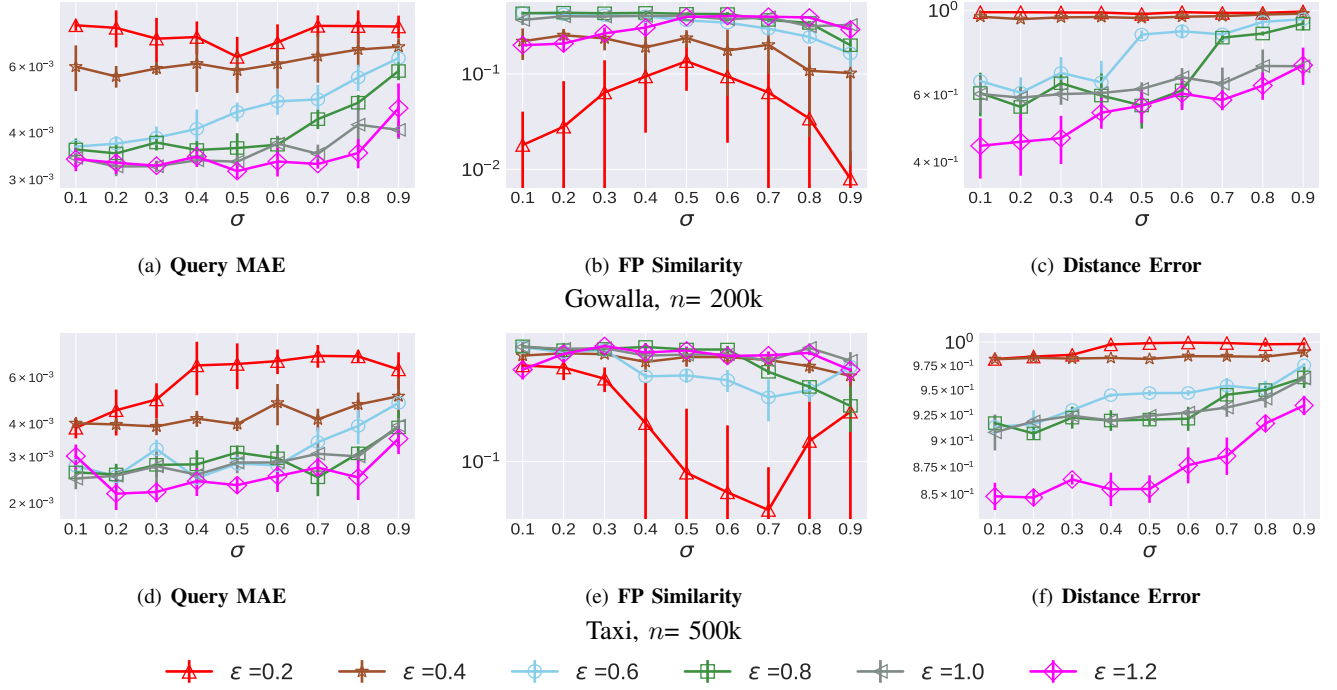 6 × 10⁻³
4 × 10⁻³
3 × 10⁻³
0.1 0.2 0.3 0.4 0.5 0.6 0.7 0.8 0.9
σ
(a) Query MAE
10⁻¹
10⁻²
0.1 0.2 0.3 0.4 0.5 0.6 0.7 0.8 0.9
σ
(b) FP Similarity
10⁰
6 × 10⁻¹
4 × 10⁻¹
0.1 0.2 0.3 0.4 0.5 0.6 0.7 0.8 0.9
σ
(c) Distance Error
Gowalla, n= 200k
6 × 10⁻³
4 × 10⁻³
3 × 10⁻³
2 × 10⁻³
0.1 0.2 0.3 0.4 0.5 0.6 0.7 0.8 0.9
σ
(d) Query MAE
10⁻¹
0.1 0.2 0.3 0.4 0.5 0.6 0.7 0.8 0.9
σ
(e) FP Similarity
10⁰
9.75 × 10⁻¹
9.5 × 10⁻¹
9.25 × 10⁻¹
9 × 10⁻¹
8.75 × 10⁻¹
8.5 × 10⁻¹
0.1 0.2 0.3 0.4 0.5 0.6 0.7 0.8 0.9
σ
(f) Distance Error
Taxi, n= 500k
ε =0.2 ε =0.4 ε =0.6 ε =0.8 ε =1.0 ε =1.2